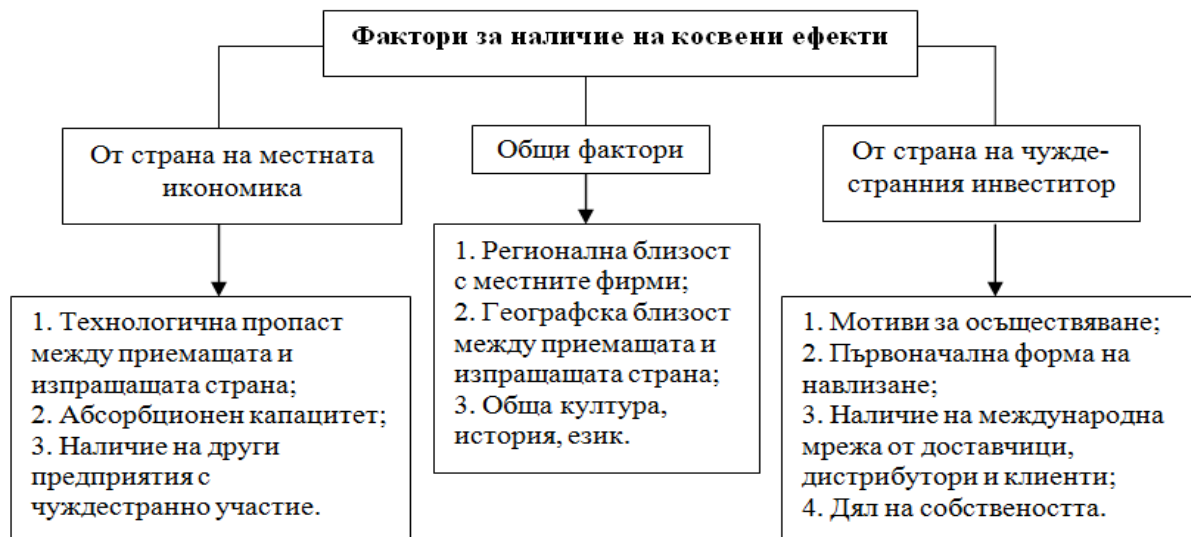 Фактори за наличие на косвени ефекти
От страна на местната
икономика
1. Технологична пропаст
между приемащата и
изпращащата страна;
2. Абсорбционен капацитет;
3. Наличие на други
предприятия с
чуждестранно участие.
Общи фактори
1. Регионална близост
с местните фирми;
2. Географска близост
между приемащата и
изпращащата страна;
3. Обща култура,
история, език.
От страна на чужде-
странния инвеститор
1. Мотиви за осъществяване;
2. Първоначална форма на
навлизане;
3. Наличие на международна
мрежа от доставчици,
дистрибутори и клиенти;
4. Дял на собствеността.